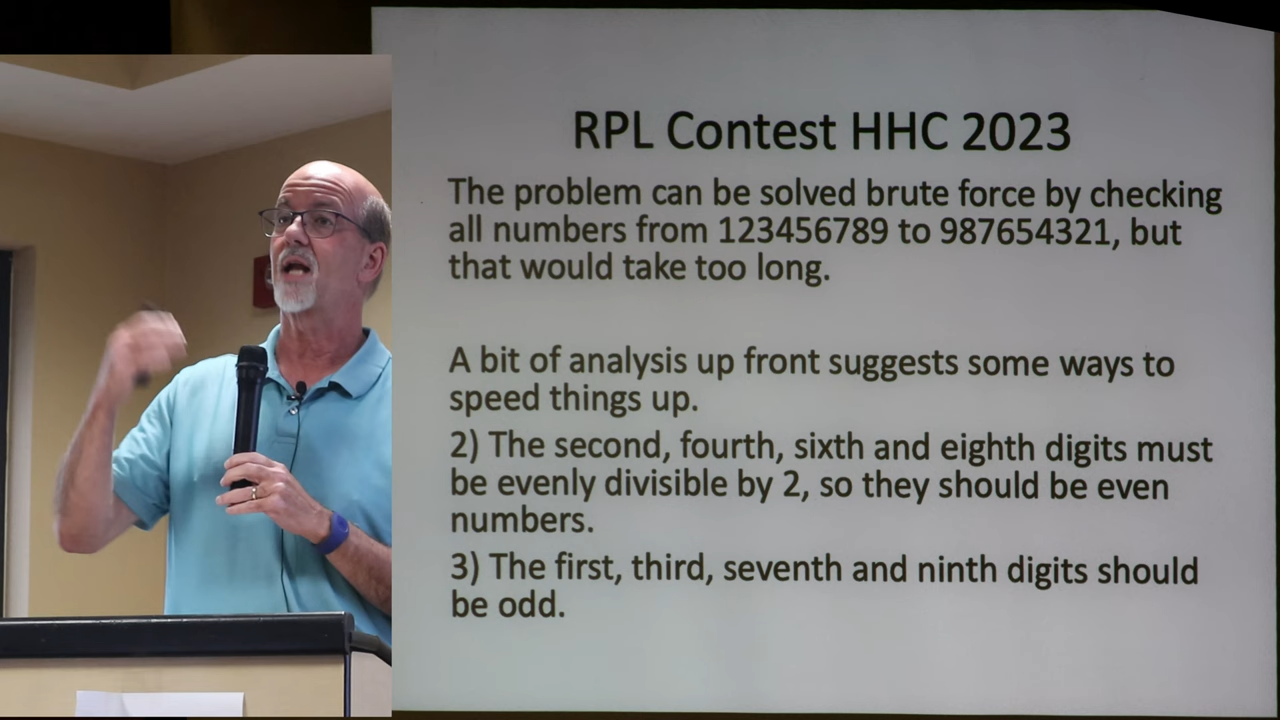 RPL Contest HHC 2023
The problem can be solved brute force by checking
all numbers from 123456789 to 987654321, but
that would take too long.
A bit of analysis up front suggests some ways to
speed things up.
2) The second, fourth, sixth and eighth digits must
be evenly divisible by 2, so they should be even
numbers.
3) The first, third, seventh and ninth digits should
be odd.